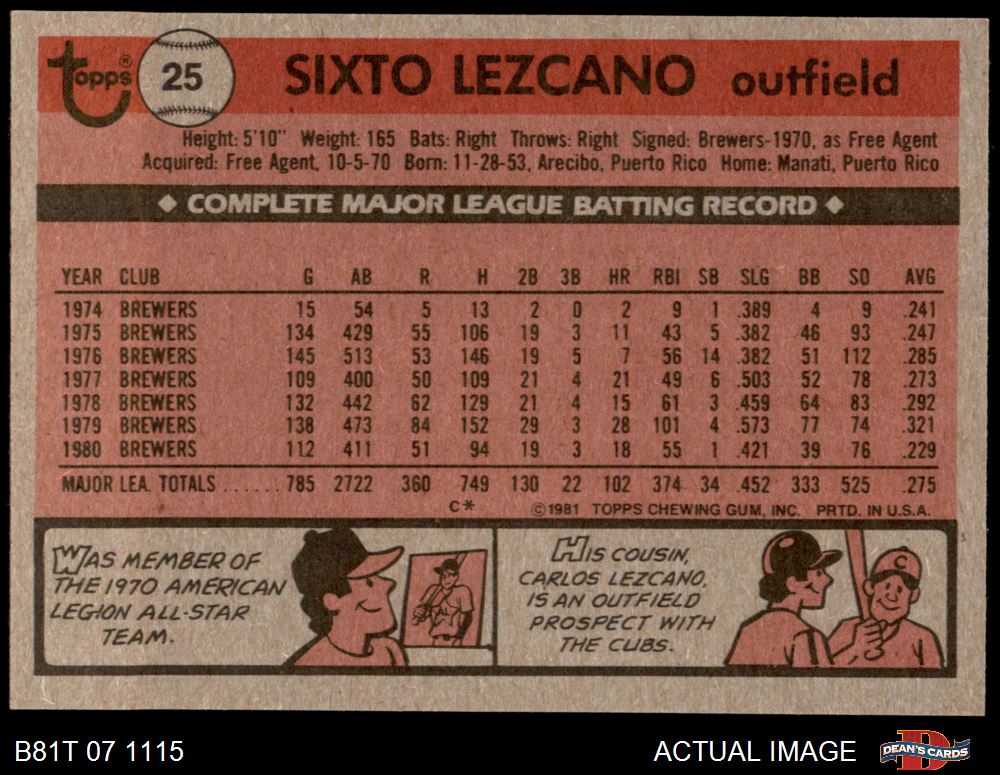 topps® 25 SIXTO LEZCANO outfield
Height: 5'10" Weight: 165 Bats: Right Throws: Right Signed: Brewers-1970, as Free Agent
Acquired: Free Agent, 10-5-70 Born: 11-28-53, Arecibo, Puerto Rico Home: Manati, Puerto Rico
◆ COMPLETE MAJOR LEAGUE BATTING RECORD ◆
YEAR CLUB G AB R H 2B 3B HR RBI SB SLG BB SO AVG
1974 BREWERS 15 54 5 13 2 0 2 9 1 .389 4 9 .241
1975 BREWERS 134 429 55 106 19 3 11 43 5 .382 46 93 .247
1976 BREWERS 145 513 53 146 19 5 7 56 14 .382 51 112 .285
1977 BREWERS 109 400 50 109 21 4 21 49 6 .503 52 78 .273
1978 BREWERS 132 442 62 129 21 4 15 61 3 .459 64 83 .292
1979 BREWERS 138 473 84 152 29 3 28 101 4 .573 77 74 .321
1980 BREWERS 112 411 51 94 19 3 18 55 1 .421 39 76 .229
MAJOR LEA. TOTALS ...... 785 2722 360 749 130 22 102 374 34 .452 333 525 .275
C* ©1981 TOPPS CHEWING GUM, INC. PRTD. IN U.S.A.
WAS MEMBER OF
THE 1970 AMERICAN
LEGION ALL-STAR
TEAM.
HIS COUSIN,
CARLOS LEZCANO,
IS AN OUTFIELD
PROSPECT WITH
THE CUBS.
C
B81T 07 1115 ACTUAL IMAGE D DEAN'S CARDS